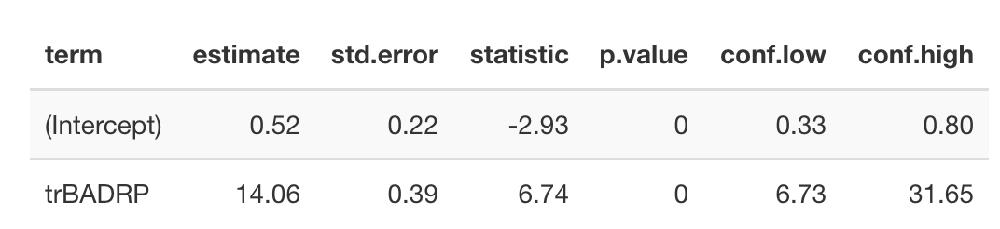 term estimate std.error statistic p.value conf.low conf.high
(Intercept) 0.52 0.22 -2.93 0 0.33 0.80
trBADRP 14.06 0.39 6.74 0 6.73 31.65